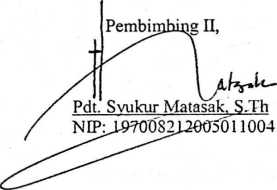 Pembimbing II,
Pdt. Syukur Matasak, S.Th
NIP: 197008212005011004